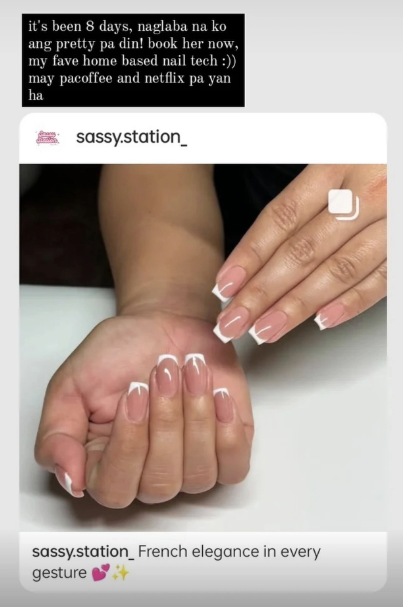 it's been 8 days, naglaba na ko
ang pretty pa din! book her now,
my fave home based nail tech :))
may pacoffee and netflix pa yan
ha
sassy.station_
sassy.station_ French elegance in every
gesture 💕✨